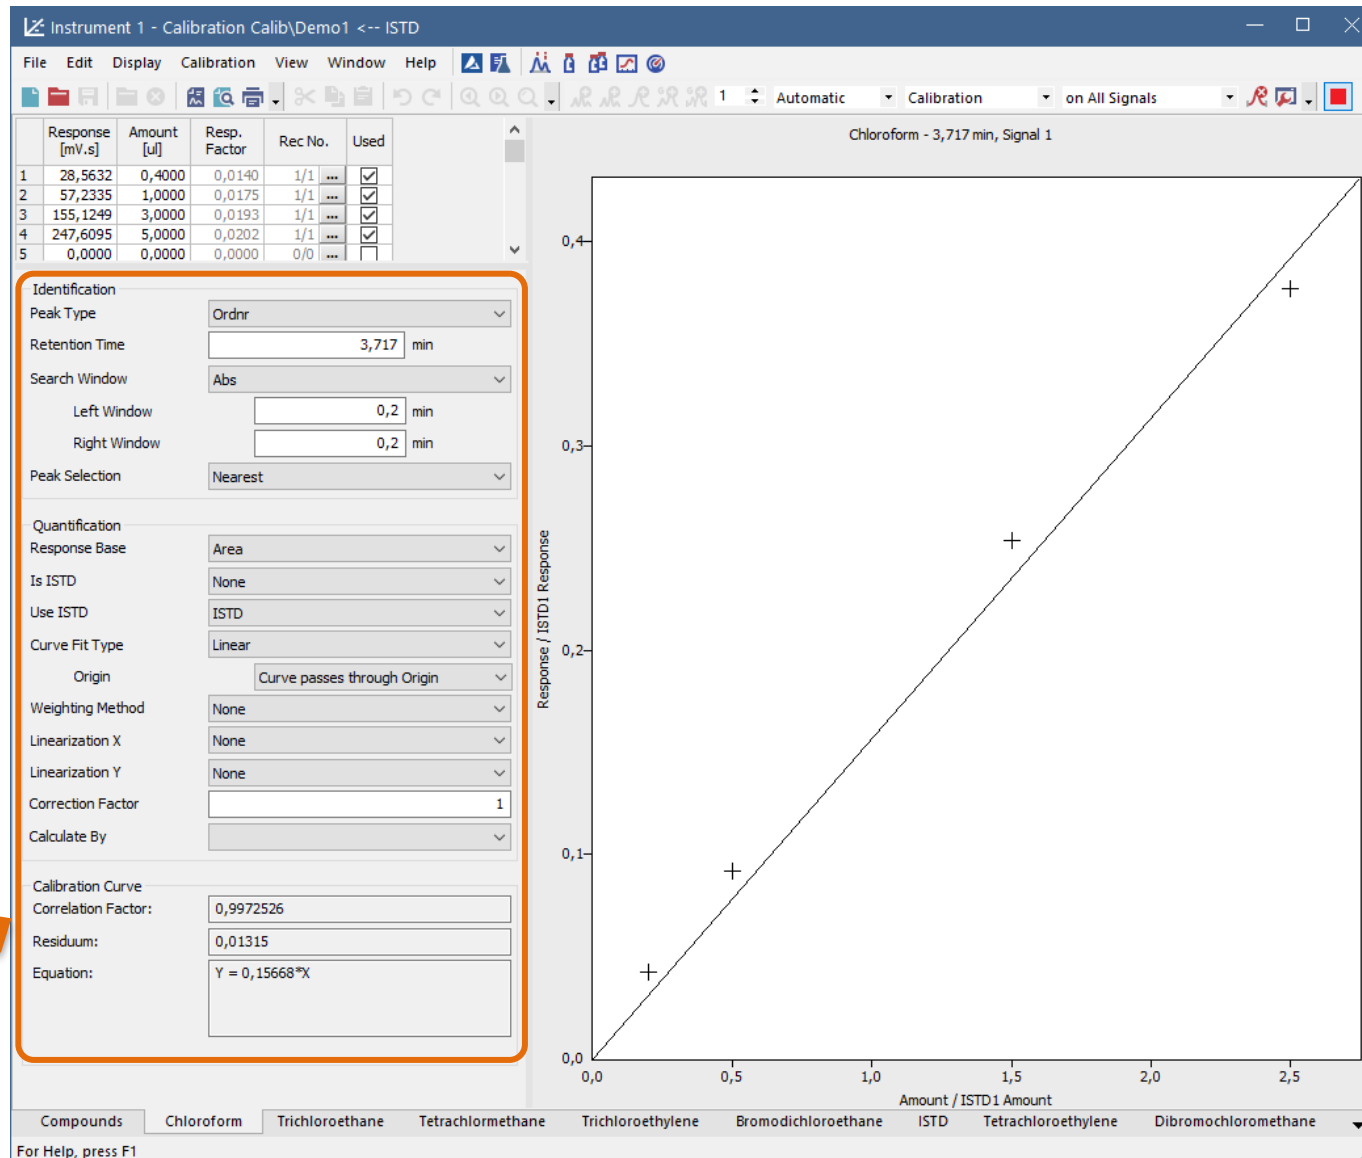 Instrument 1 - Calibration Calib\Demo1 <-- ISTD
File Edit Display Calibration View Window Help
1 Automatic Calibration on All Signals
Response [mV.s] Amount [ul] Resp. Factor Rec No. Used
1 28,5632 0,4000 0,0140 1/1 ...
2 57,2335 1,0000 0,0175 1/1 ...
3 155,1249 3,0000 0,0193 1/1 ...
4 247,6095 5,0000 0,0202 1/1 ...
5 0,0000 0,0000 0,0000 0/0 ...
Identification
Peak Type Ordnr
Retention Time 3,717 min
Search Window Abs
Left Window 0,2 min
Right Window 0,2 min
Peak Selection Nearest
Quantification
Response Base Area
Is ISTD None
Use ISTD ISTD
Curve Fit Type Linear
Origin Curve passes through Origin
Weighting Method None
Linearization X None
Linearization Y None
Correction Factor 1
Calculate By
Calibration Curve
Correlation Factor: 0,9972526
Residuum: 0,01315
Equation: Y = 0,15668*X
Chloroform - 3,717 min, Signal 1
Response / ISTD1 Response
0,4
0,3
0,2
0,1
0,0
0,0 0,5 1,0 1,5 2,0 2,5
Amount / ISTD1 Amount
Compounds Chloroform Trichloroethane Tetrachlormethane Trichloroethylene Bromodichloroethane ISTD Tetrachloroethylene Dibromochloromethane
For Help, press F1